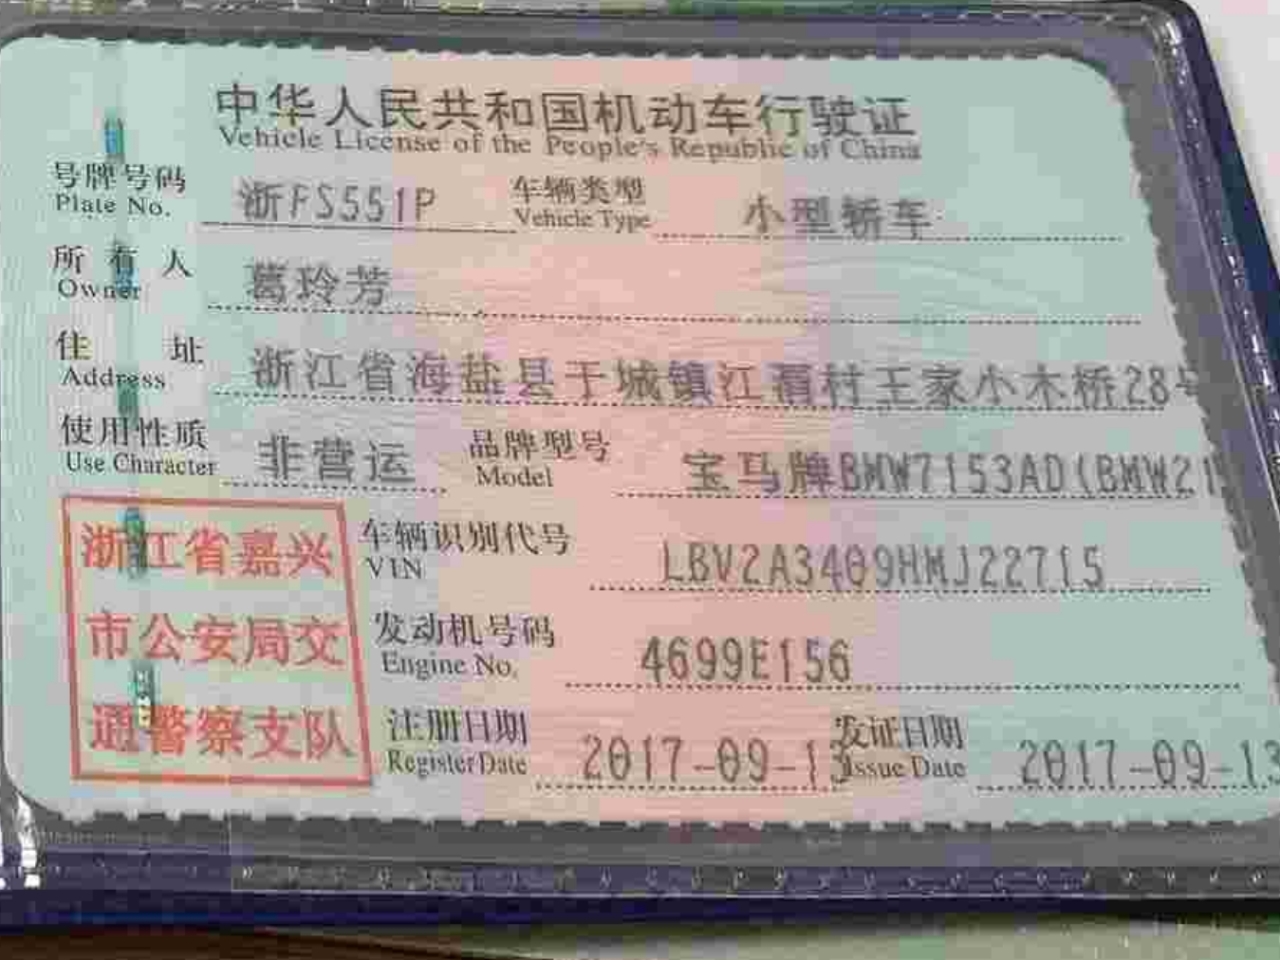 中华人民共和国机动车行驶证
Vehicle License of the People's Republic of China
号牌号码 浙FS551P 车辆类型 小型轿车
Plate No. Vehicle Type
所有人 葛玲芳
Owner
住址 浙江省海盐县于城镇江渭村王家小木桥28号
Address
使用性质 非营运 品牌型号 宝马牌BMW7153AD(BMW21
Use Character Model
浙江省嘉兴
市公安局交
通警察支队
车辆识别代号 LBV2A3409HMJ22715
VIN
发动机号码 4699E156
Engine No.
注册日期 2017-09-13 发证日期 2017-09-13
Register Date Issue Date